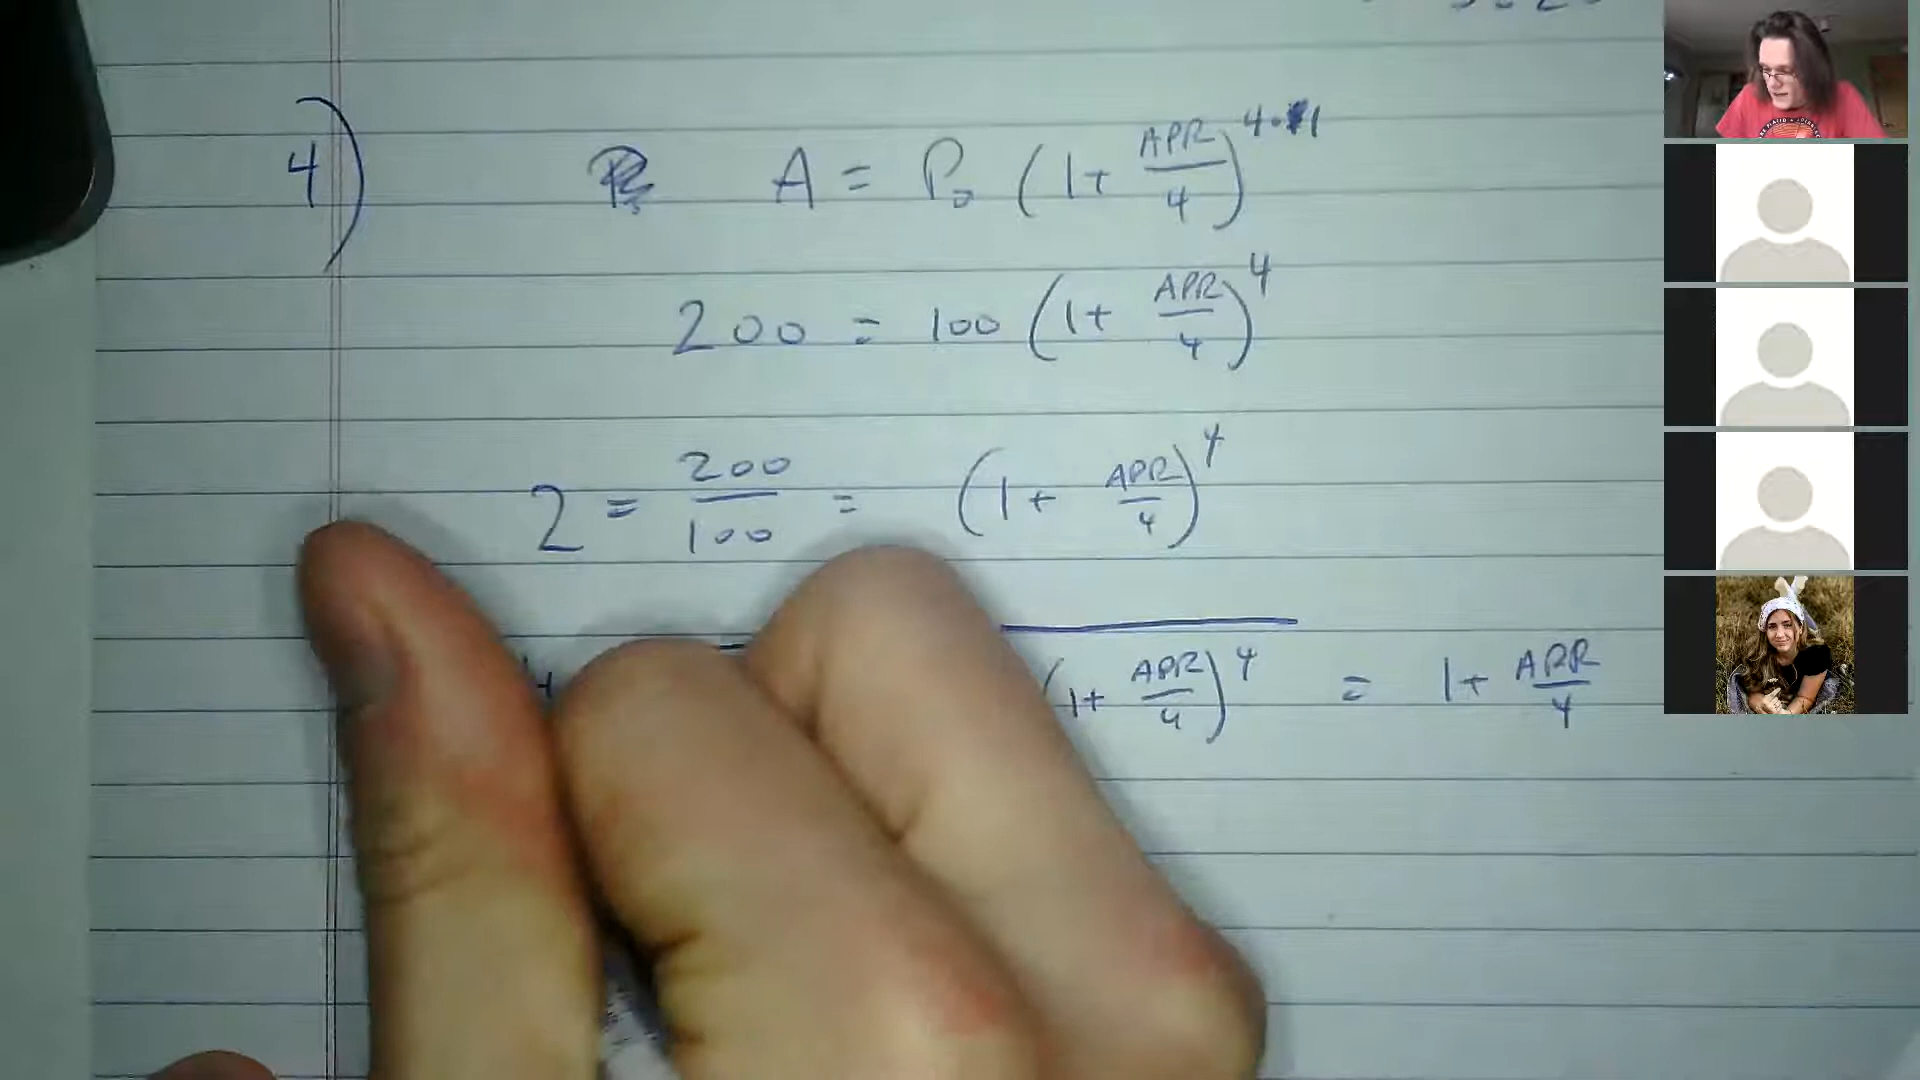 4) A = P₀ (1 + APR/4)^4·1
200 = 100 (1 + APR/4)^4
2 = 200/100 = (1 + APR/4)^4
(1 + APR/4)^4 = 1 + APR/4